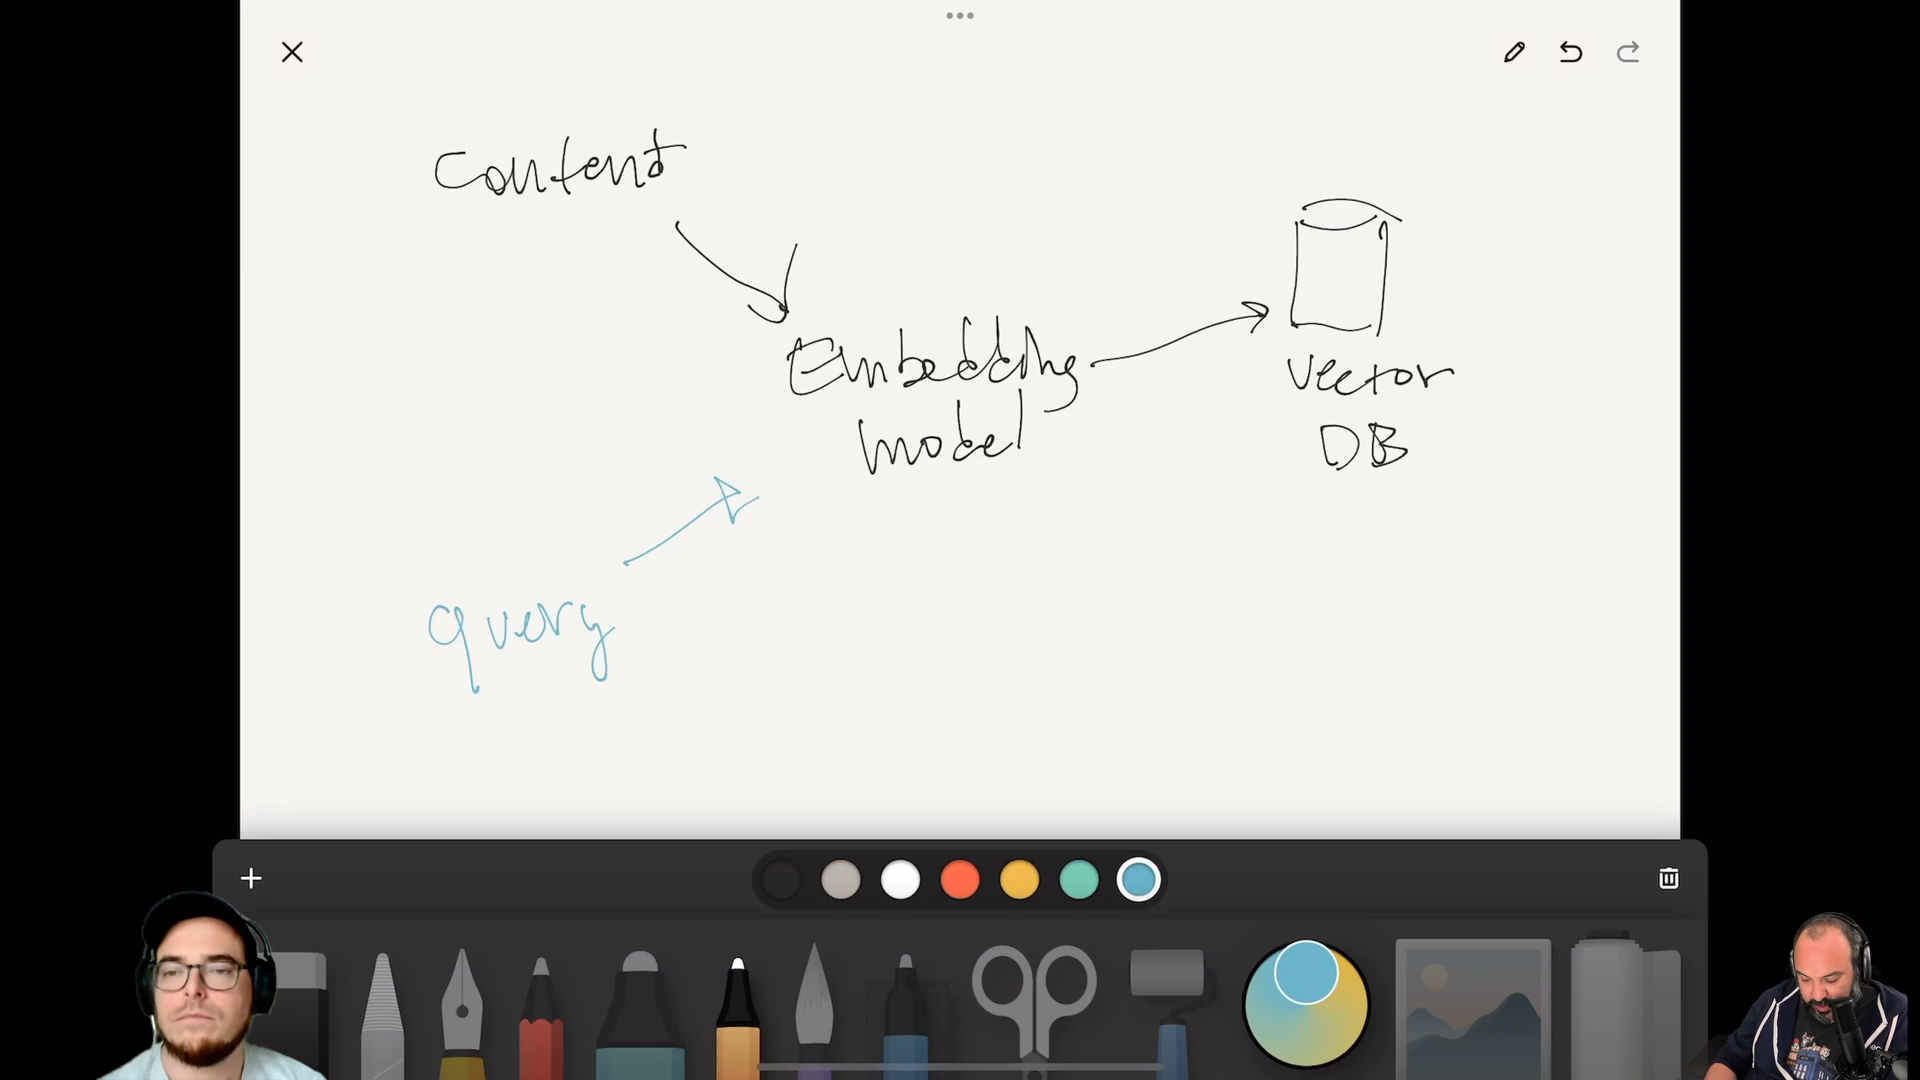 Content
Embedding
model
Vector
DB
query